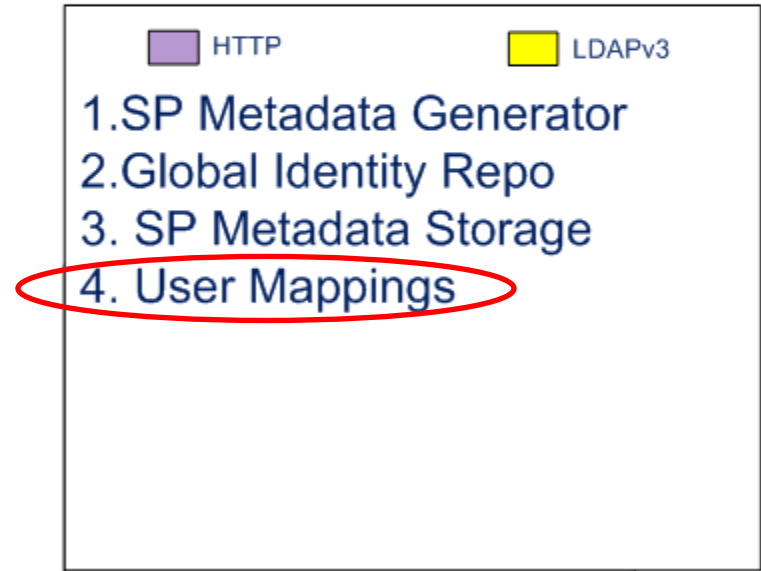 HTTP LDAPv3
1.SP Metadata Generator
2.Global Identity Repo
3. SP Metadata Storage
4. User Mappings